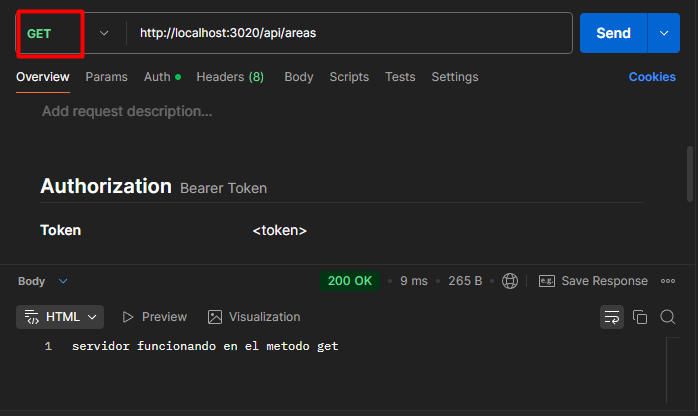 GET http://localhost:3020/api/areas Send
Overview Params Auth Headers (8) Body Scripts Tests Settings Cookies
Add request description...
Authorization Bearer Token
Token <token>
Body 200 OK • 9 ms • 265 B e.g. Save Response
HTML Preview Visualization
1 servidor funcionando en el metodo get